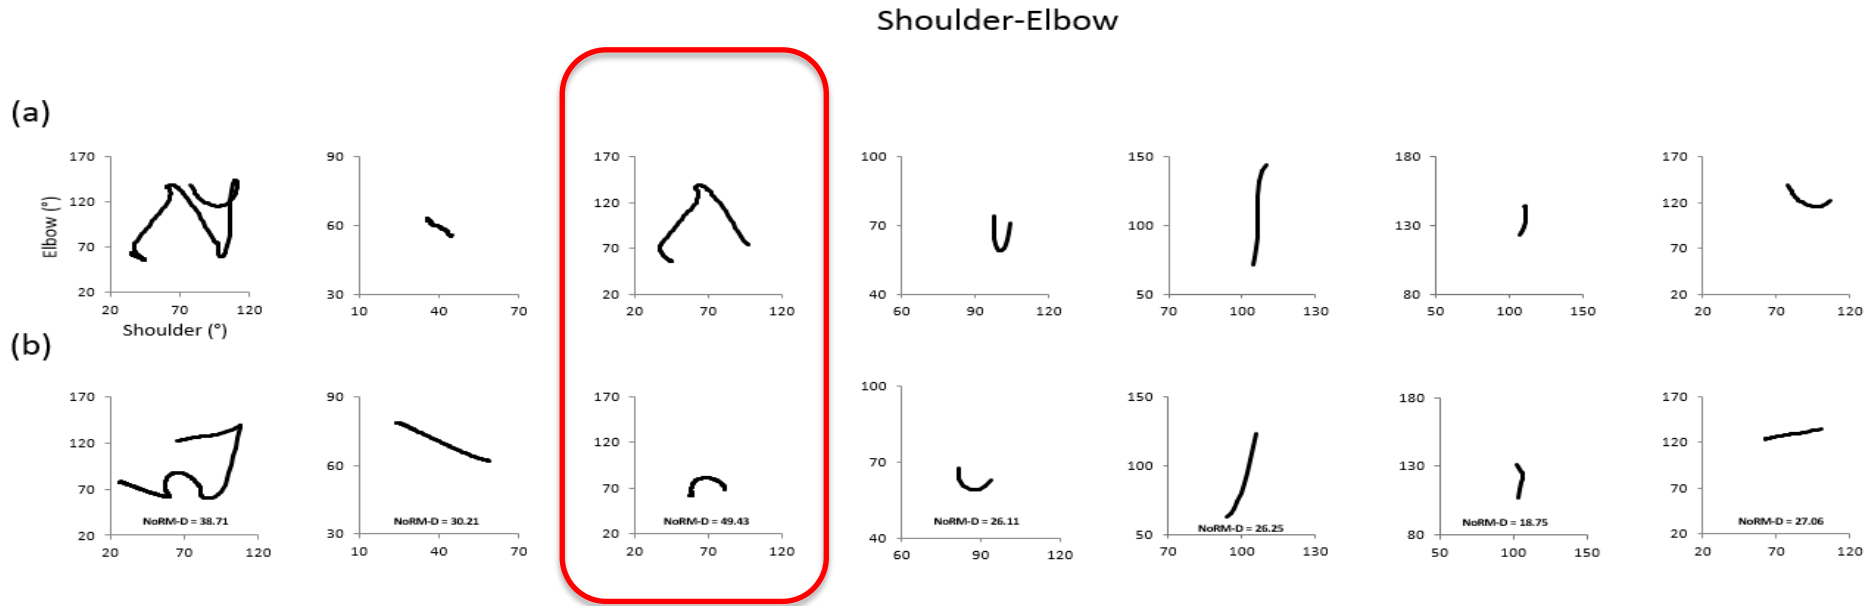 Shoulder-Elbow
(a)
Elbow (°)
170
120
70
20
20 70 120
Shoulder (°)
90
60
30
10 40 70
170
120
70
20
20 70 120
100
70
40
60 90 120
150
100
50
70 100 130
180
130
80
50 100 150
170
120
70
20
20 70 120
(b)
170
120
70
20
NoRM-D = 38.71
20 70 120
90
60
30
NoRM-D = 30.21
10 40 70
170
120
70
20
NoRM-D = 49.43
20 70 120
100
70
40
NoRM-D = 26.11
60 90 120
150
100
50
NoRM-D = 26.25
70 100 130
180
130
80
NoRM-D = 18.75
50 100 150
170
120
70
20
NoRM-D = 27.06
20 70 120